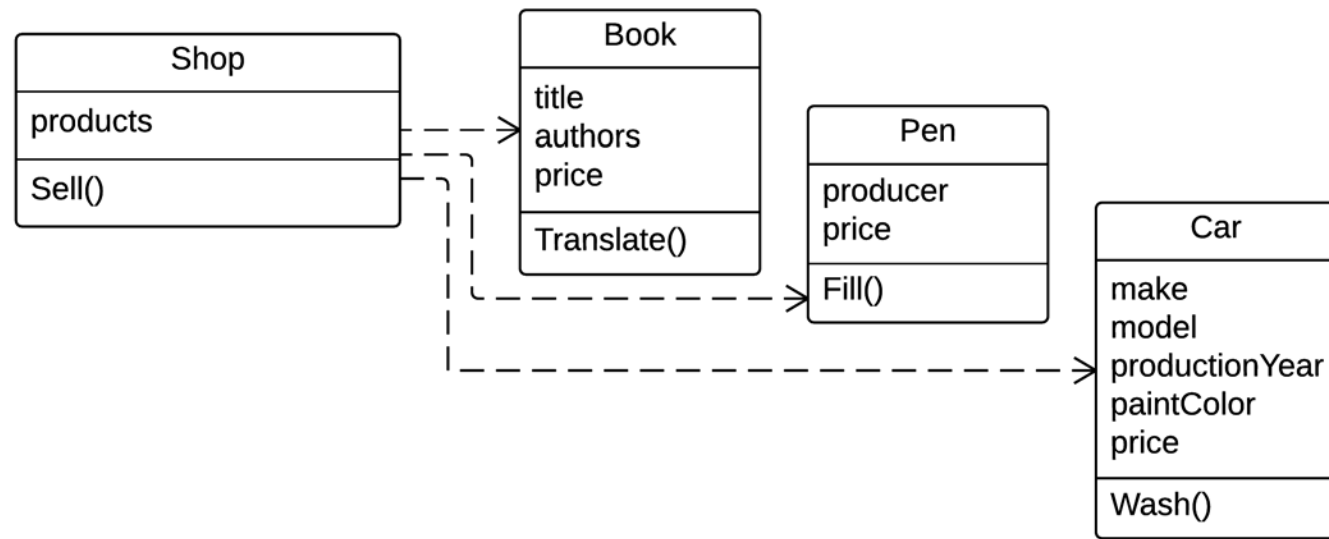 Shop
products
Sell()
Book
title
authors
price
Translate()
Pen
producer
price
Fill()
Car
make
model
productionYear
paintColor
price
Wash()